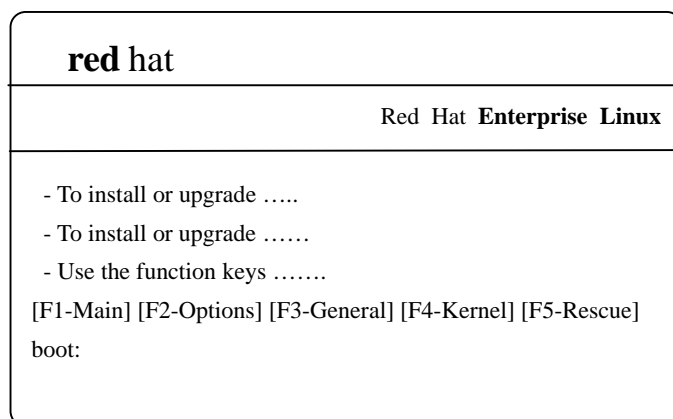 red hat
Red Hat Enterprise Linux
- To install or upgrade …..
- To install or upgrade ……
- Use the function keys …….
[F1-Main] [F2-Options] [F3-General] [F4-Kernel] [F5-Rescue]
boot: